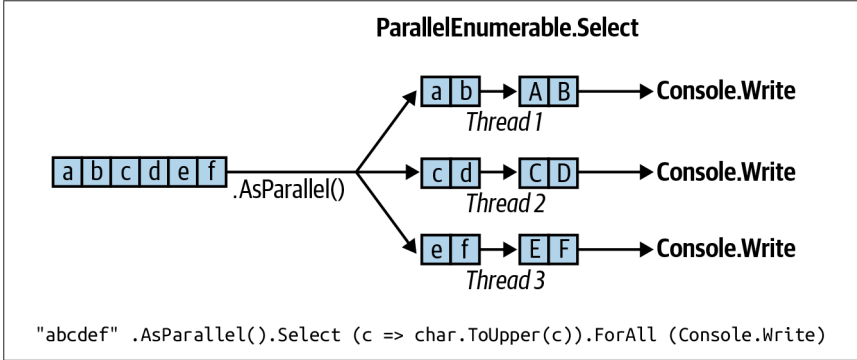 ParallelEnumerable.Select
a b A B Console.Write
Thread 1
a b c d e f .AsParallel() c d C D Console.Write
Thread 2
e f E F Console.Write
Thread 3
"abcdef" .AsParallel().Select (c => char.ToUpper(c)).ForAll (Console.Write)